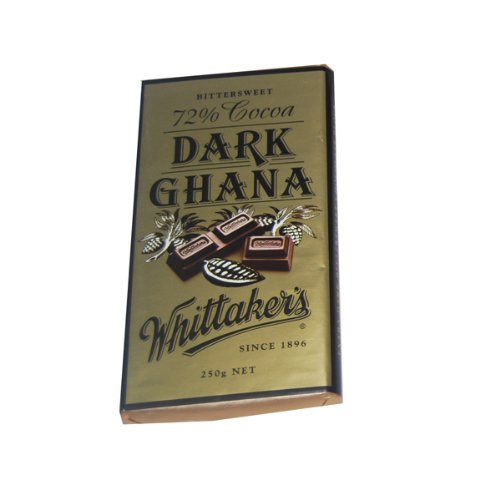 BITTERSWEET
72% Cocoa
DARK
GHANA
Whittaker's
®
SINCE 1896
250g NET